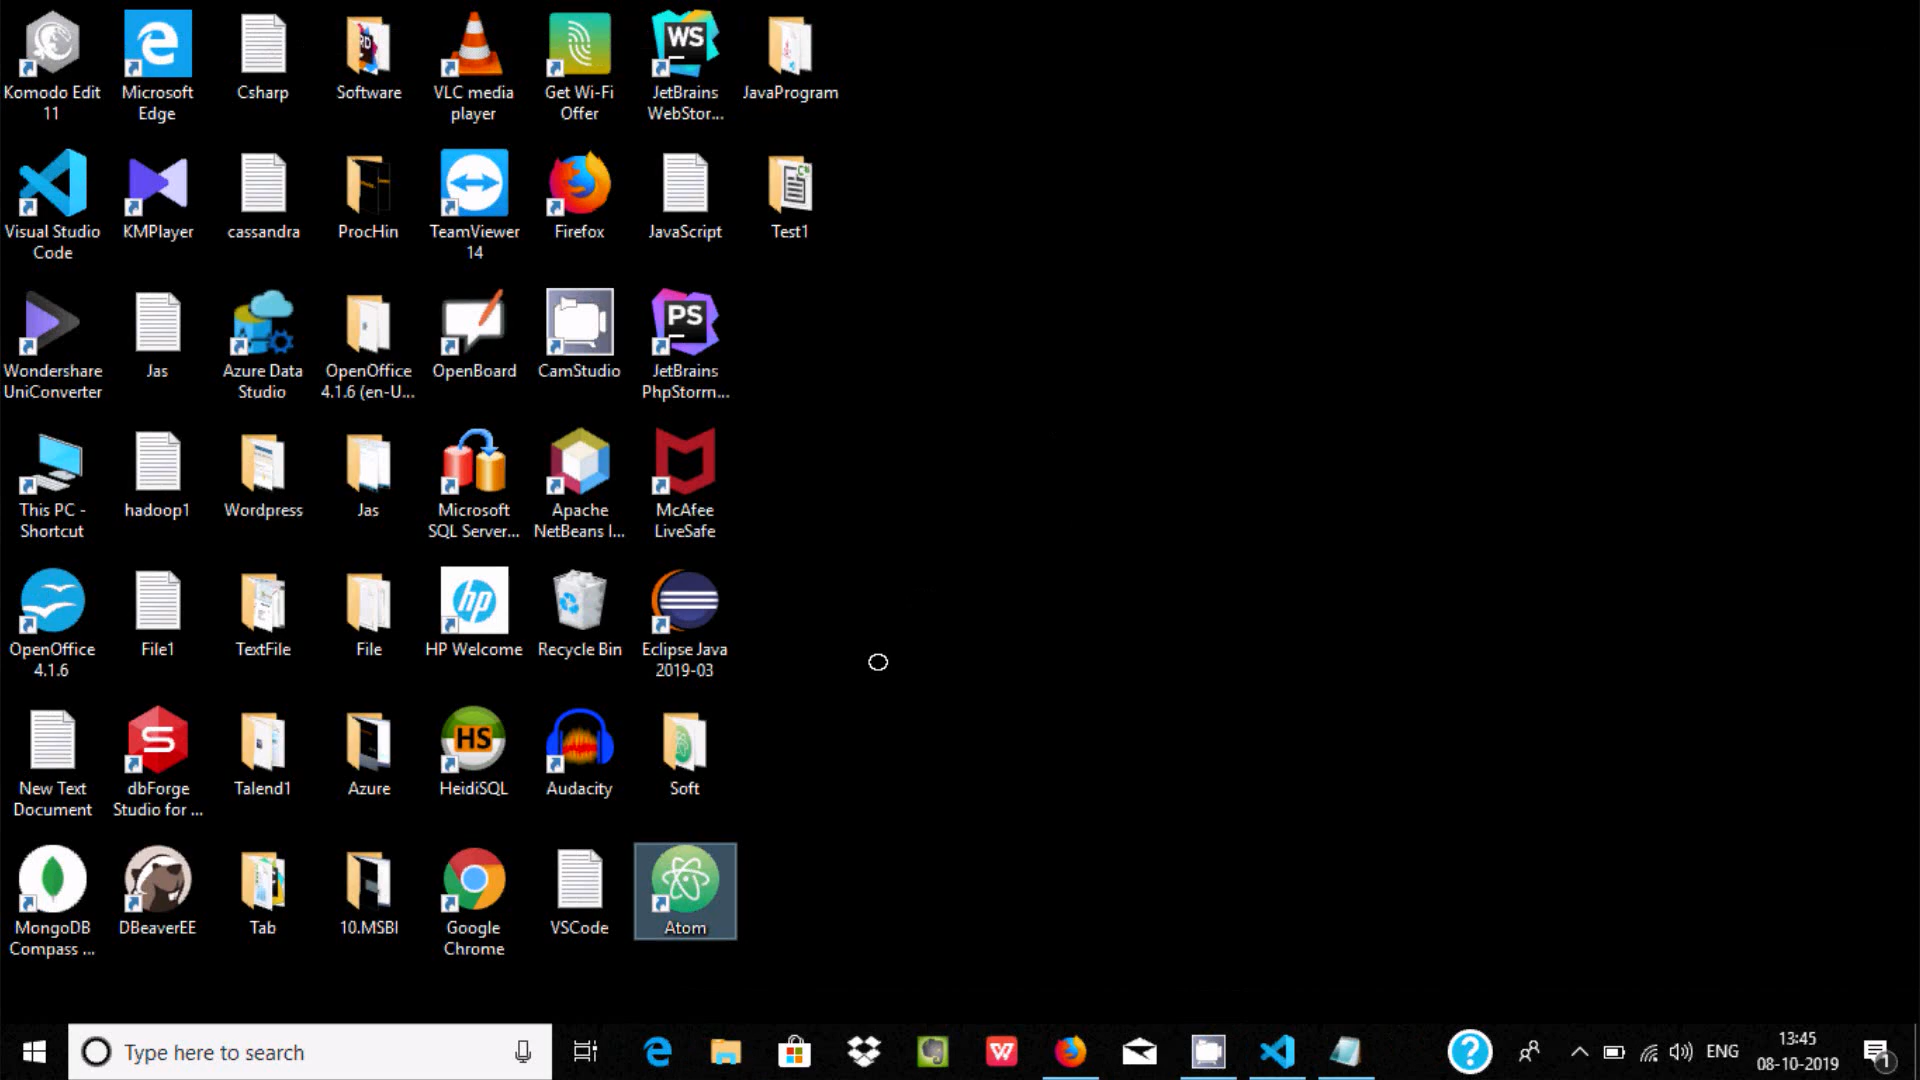 Komodo Edit
11
Microsoft
Edge
Csharp
Software
VLC media
player
Get Wi-Fi
Offer
WS
JetBrains
WebStor...
JavaProgram
Visual Studio
Code
KMPlayer
cassandra
ProcHin
TeamViewer
14
Firefox
JavaScript
Test1
Wondershare
UniConverter
Jas
Azure Data
Studio
OpenOffice
4.1.6 (en-U...
OpenBoard
CamStudio
PS
JetBrains
PhpStorm...
This PC -
Shortcut
hadoop1
Wordpress
Jas
Microsoft
SQL Server...
Apache
NetBeans I...
McAfee
LiveSafe
OpenOffice
4.1.6
File1
TextFile
File
hp
HP Welcome
Recycle Bin
Eclipse Java
2019-03
New Text
Document
S
dbForge
Studio for ...
Talend1
Azure
HS
HeidiSQL
Audacity
Soft
MongoDB
Compass ...
DBeaverEE
Tab
10.MSBI
Google
Chrome
VSCode
Atom
Type here to search
ENG
13:45
08-10-2019
1